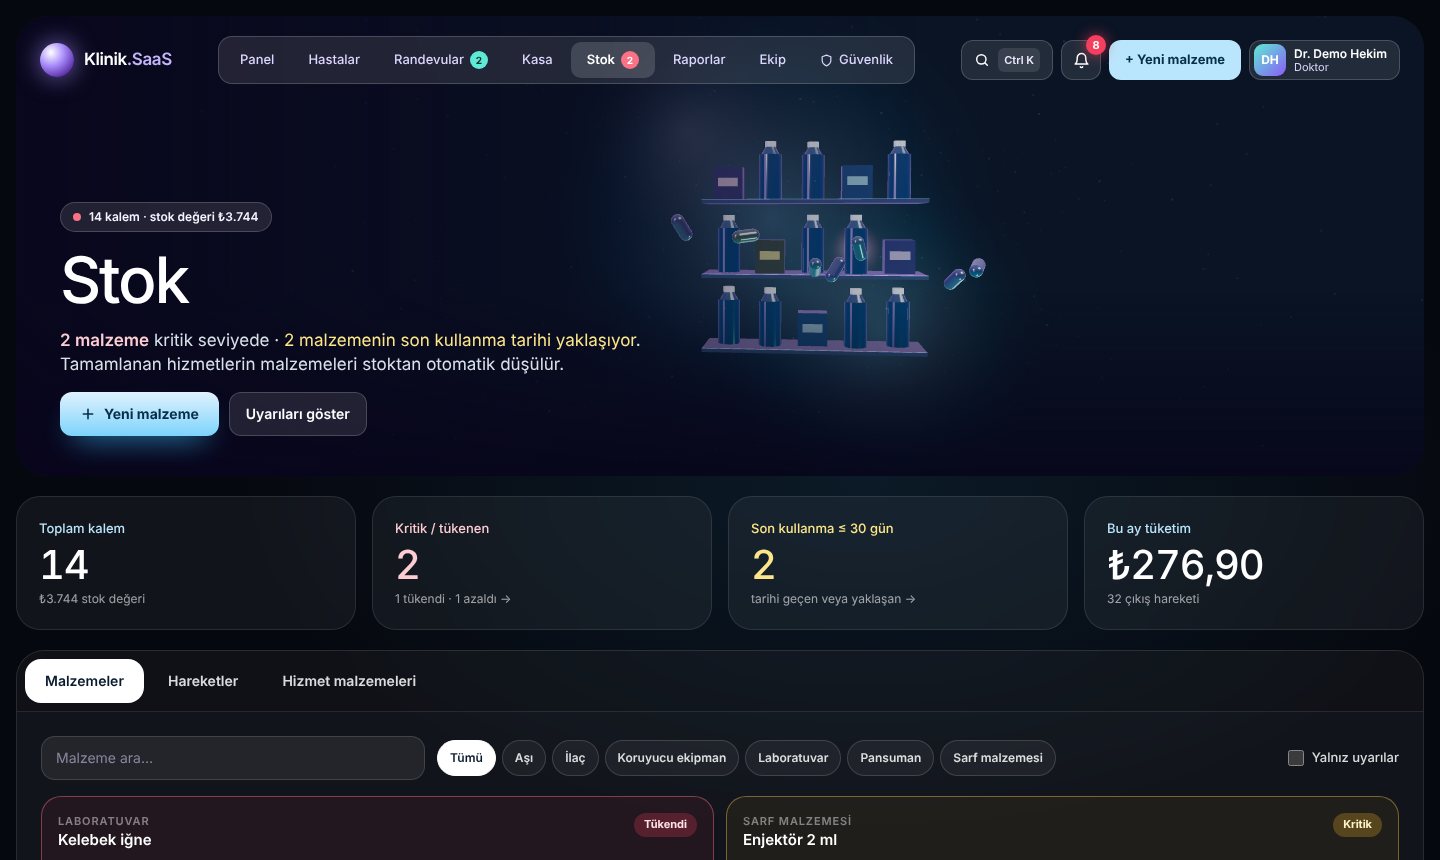 Klinik.SaaS
Panel
Hastalar
Randevular 2
Kasa
Stok 2
Raporlar
Ekip
Güvenlik
Ctrl K
8
+ Yeni malzeme
DH
Dr. Demo Hekim
Doktor
14 kalem · stok değeri ₺3.744
Stok
2 malzeme kritik seviyede · 2 malzemenin son kullanma tarihi yaklaşıyor.
Tamamlanan hizmetlerin malzemeleri stoktan otomatik düşülür.
+ Yeni malzeme
Uyarıları göster
Toplam kalem
14
₺3.744 stok değeri
Kritik / tükenen
2
1 tükendi · 1 azaldı →
Son kullanma ≤ 30 gün
2
tarihi geçen veya yaklaşan →
Bu ay tüketim
₺276,90
32 çıkış hareketi
Malzemeler
Hareketler
Hizmet malzemeleri
Malzeme ara...
Tümü
Aşı
İlaç
Koruyucu ekipman
Laboratuvar
Pansuman
Sarf malzemesi
Yalnız uyarılar
LABORATUVAR
Kelebek iğne
Tükendi
SARF MALZEMESİ
Enjektör 2 ml
Kritik